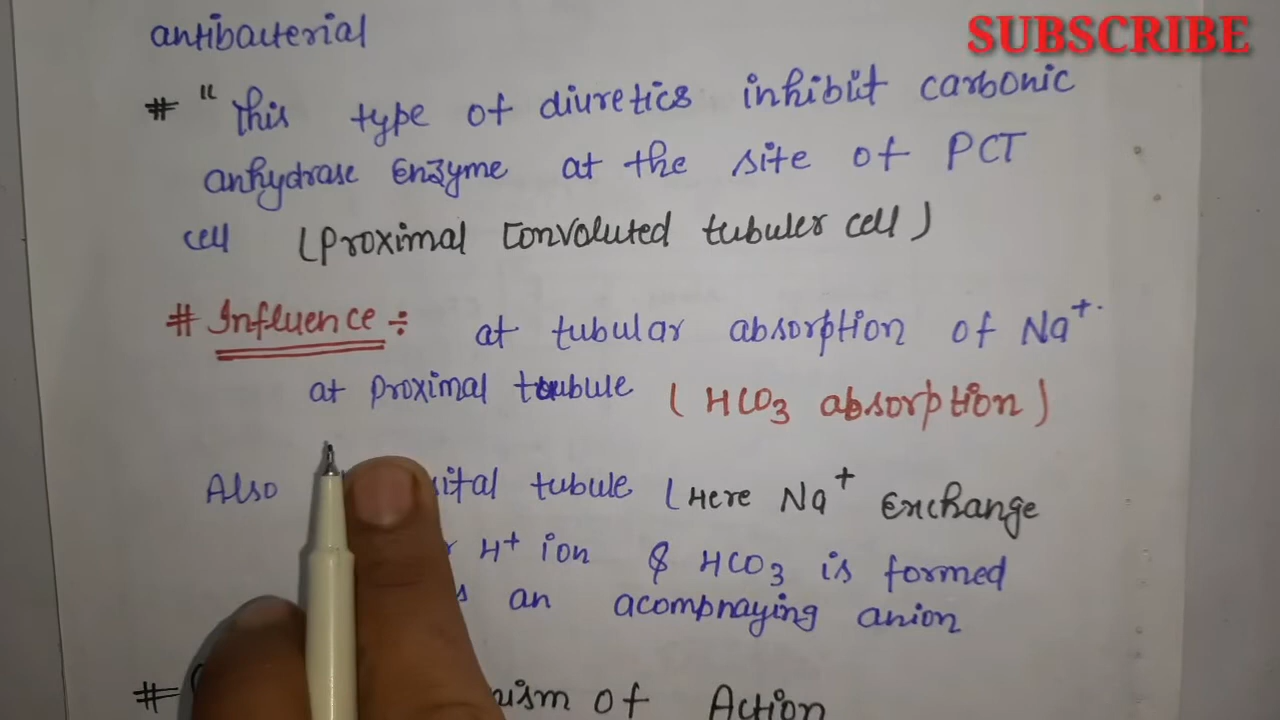 antibacterial
SUBSCRIBE
# " This type of diuretics inhibit carbonic
anhydrase Enzyme at the site of PCT
cell (Proximal Convoluted tubuler cell)
# Influence ÷ at tubular absorption of Na+.
at Proximal tubule (HCO3 absorption)
Also tubule (Here Na+ Exchange
H+ ion & HCO3 is formed
an acompnaying anion
# of Action